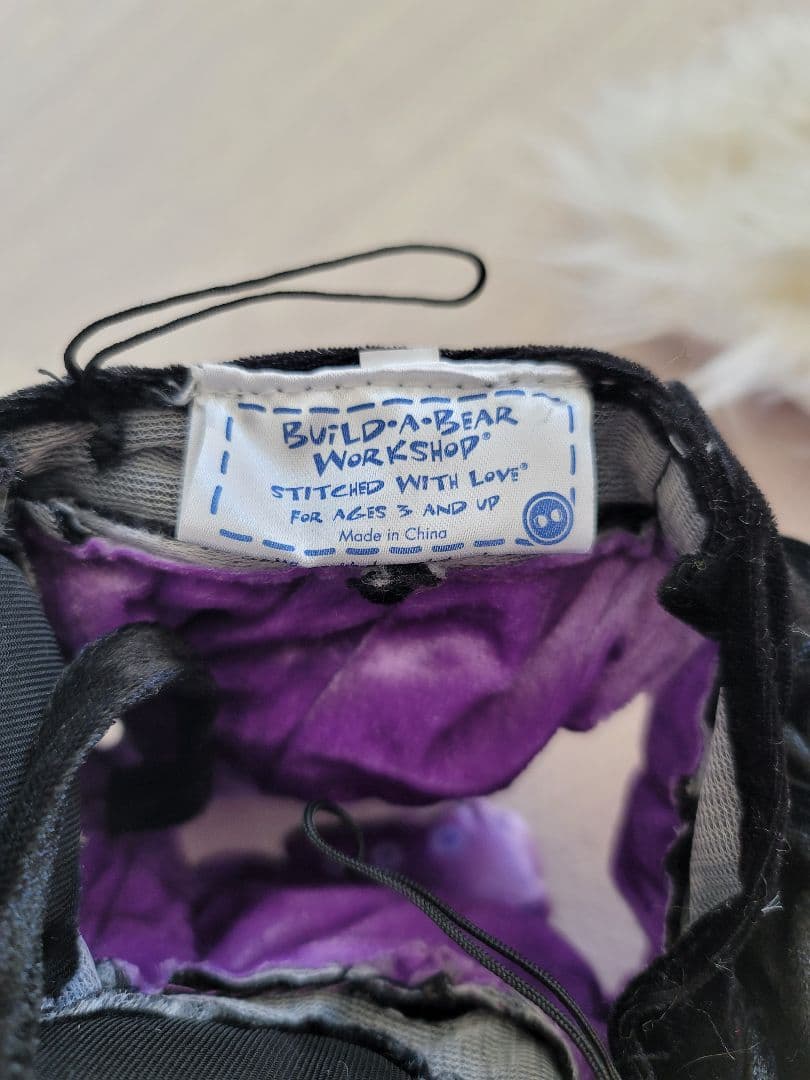 BUILD•A•BEAR
WORKSHOP®
STITCHED WITH LOVE®
FOR AGES 3 AND UP
Made in China